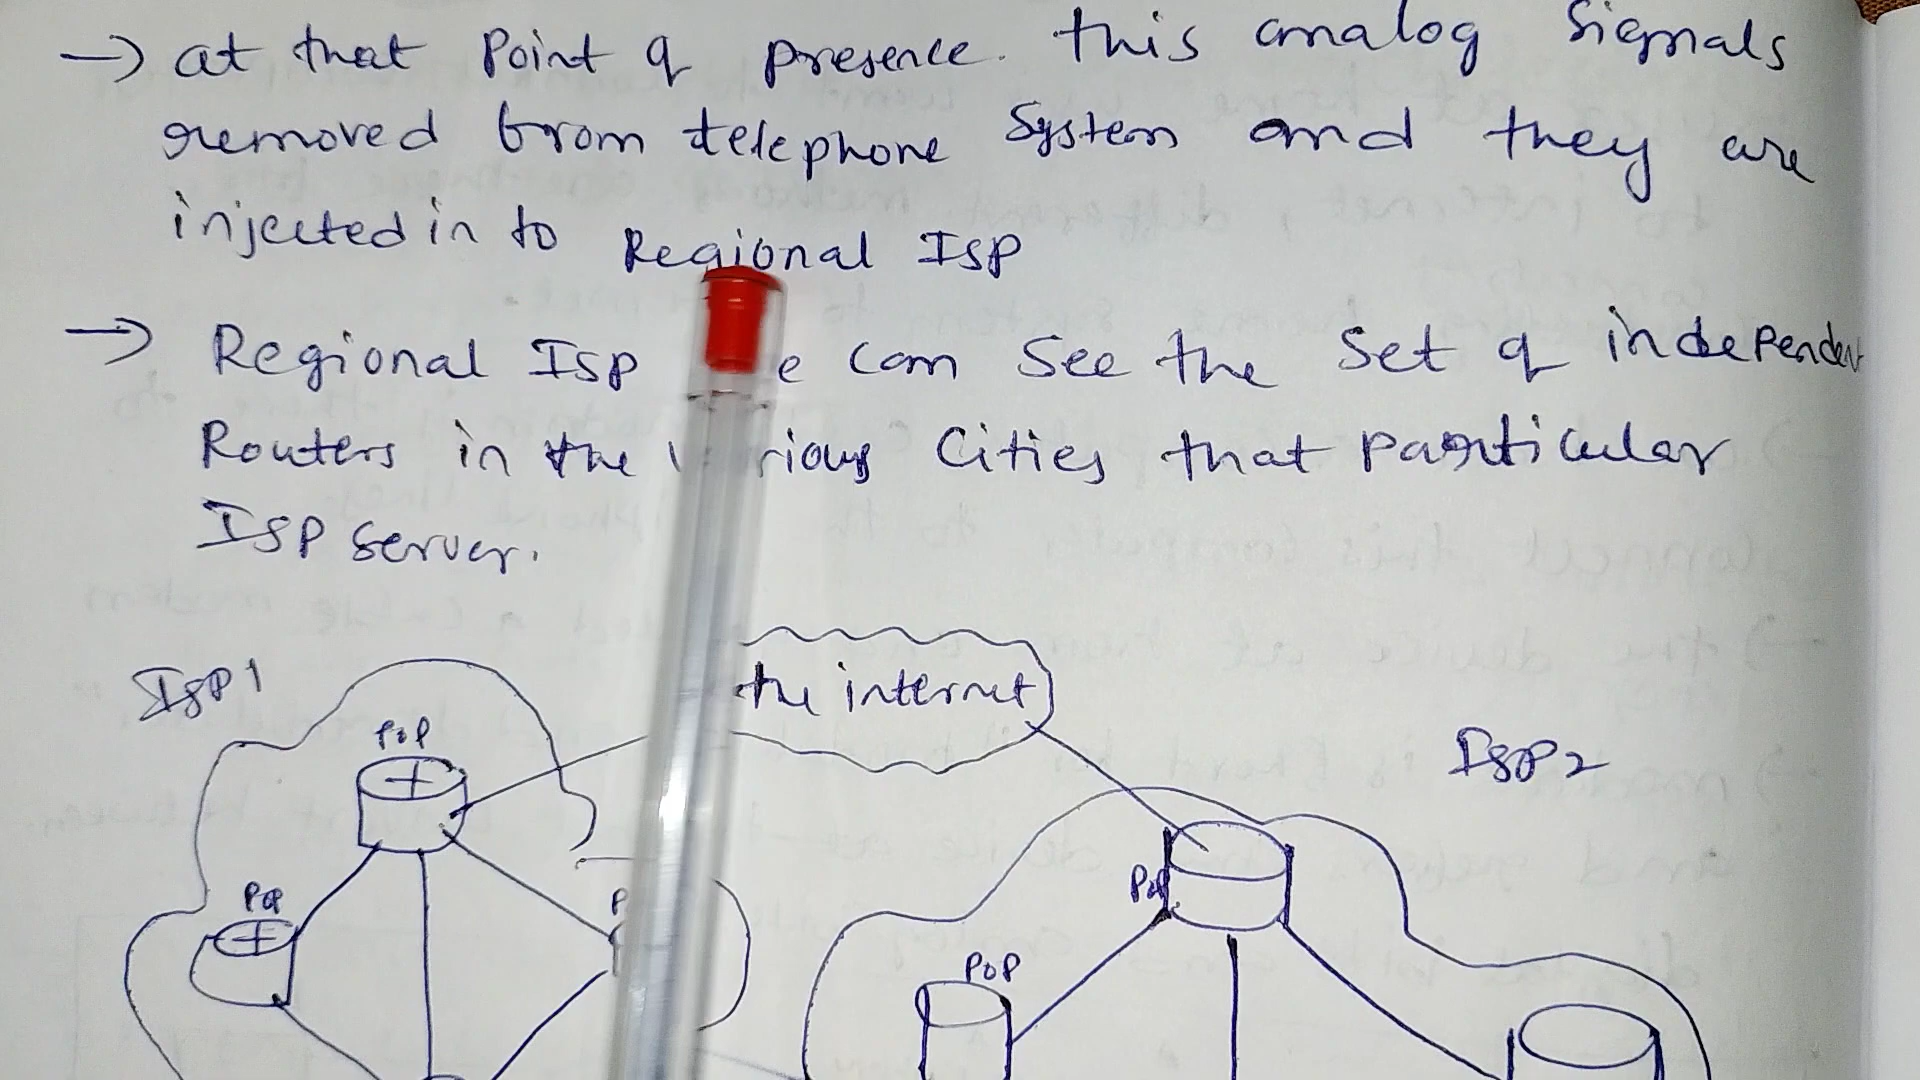 → at that Point of presence. this analog Signals
removed from telephone System and they are
injected in to Regional ISP
→ Regional ISP can See the Set of independent
Routers in the Cities that particular
ISP server.
the internet
ISP1
ISP2
POP
POP
POP
POP